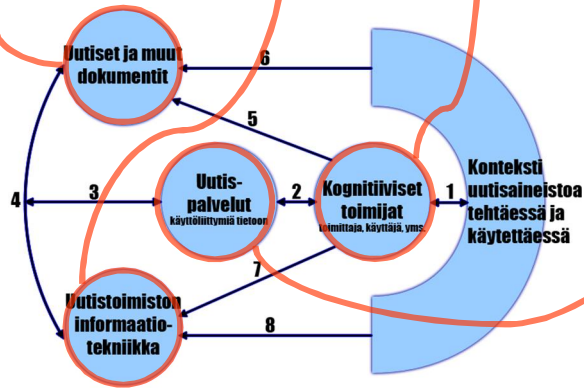 Uutiset ja muut
dokumentit
6
5
4
3
Uutis-
palvelut
käyttöliittymiä tietoon
2
Kognitiiviset
toimijat
toimittaja, käyttäjä, yms.
1
Konteksti
uutisaineistoa
tehtäessä ja
käytettäessä
7
Uutistoimiston
informaatio-
tekniikka
8